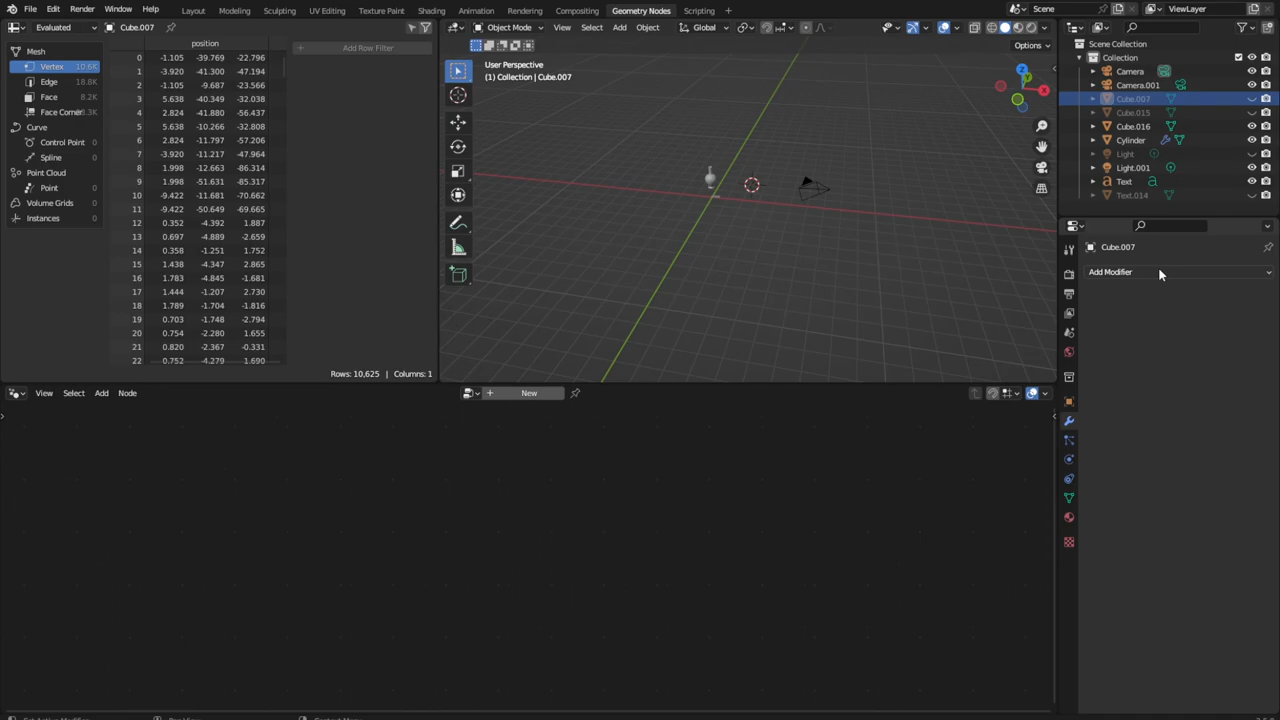 File Edit Render Window Help Layout Modeling Sculpting UV Editing Texture Paint Shading Animation Rendering Compositing Geometry Nodes Scripting + Scene ViewLayer
Evaluated Cube.007
Mesh
Vertex 10.6K
Edge 18.8K
Face 8.2K
Face Corner
Curve
Control Point 0
Spline 0
Point Cloud
Point 0
Volume Grids 0
Instances 0
position
0 -1.105 -39.769 -22.796
1 -3.920 -41.300 -47.194
2 -1.105 -9.687 -23.566
3 5.638 -40.349 -32.038
4 2.824 -41.880 -56.437
5 5.638 -10.266 -32.808
6 2.824 -11.797 -57.206
7 -3.920 -11.217 -47.964
8 1.998 -12.663 -86.314
9 1.998 -51.631 -85.317
10 -9.422 -11.681 -70.662
11 -9.422 -50.649 -69.665
12 0.352 -4.392 1.887
13 0.697 -4.889 -2.659
14 0.358 -1.251 1.752
15 1.438 -4.347 2.865
16 1.783 -4.845 -1.681
17 1.444 -1.207 2.730
18 1.789 -1.704 -1.816
19 0.703 -1.748 -2.794
20 0.754 -2.280 1.655
21 0.820 -2.367 -0.331
22 0.752 -4.279 1.690
+ Add Row Filter
Rows: 10,625 | Columns: 1
Object Mode View Select Add Object Global
Options
User Perspective
(1) Collection | Cube.007
Z
X
Y
Scene Collection
Collection
Camera
Camera.001
Cube.007
Cube.015
Cube.016
Cylinder
Light
Light.001
Text
Text.014
Cube.007
Add Modifier
View Select Add Node + New